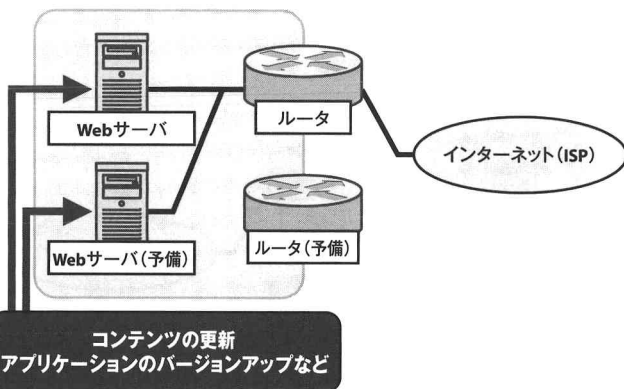 Webサーバ
ルータ
インターネット(ISP)
Webサーバ(予備)
ルータ(予備)
コンテンツの更新
アプリケーションのバージョンアップなど